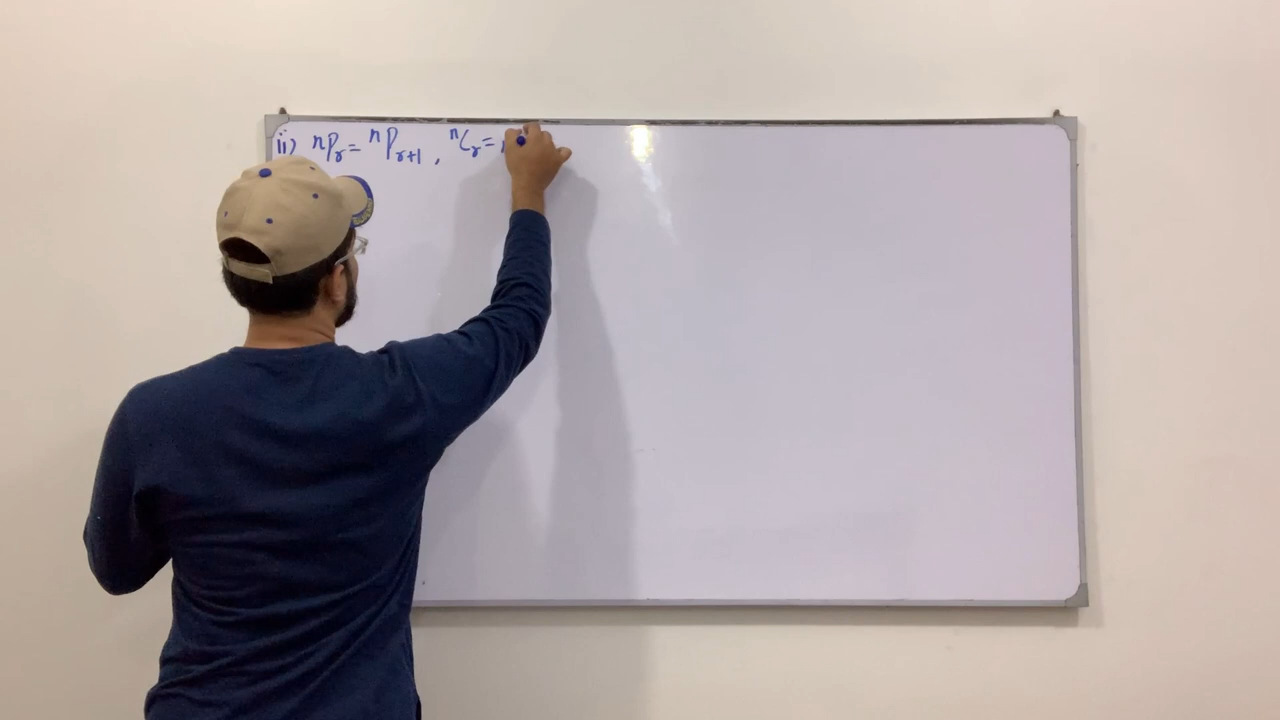 ii) ⁿPᵣ = ⁿPᵣ₊₁ , ⁿCᵣ =